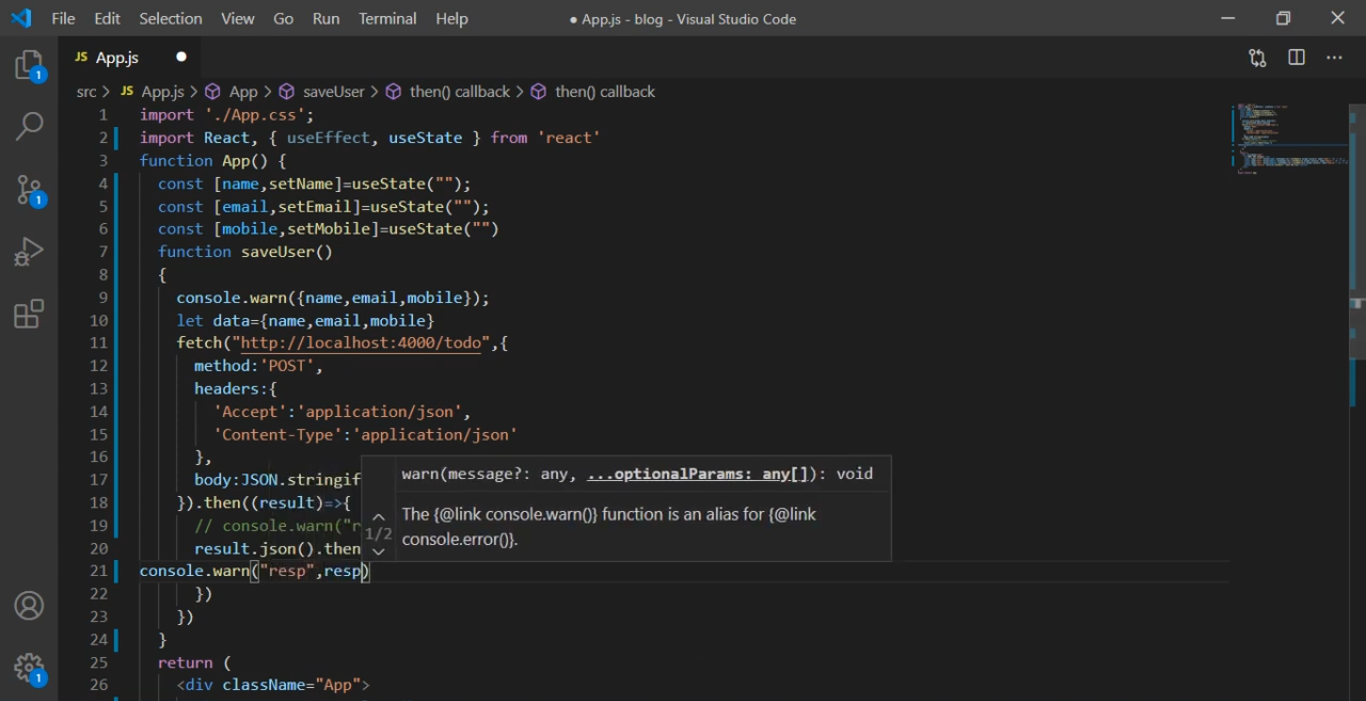 File Edit Selection View Go Run Terminal Help ● App.js - blog - Visual Studio Code
JS App.js ●
src > JS App.js > App > saveUser > then() callback > then() callback
1 import './App.css';
2 import React, { useEffect, useState } from 'react'
3 function App() {
4 const [name,setName]=useState("");
5 const [email,setEmail]=useState("");
6 const [mobile,setMobile]=useState("")
7 function saveUser()
8 {
9 console.warn({name,email,mobile});
10 let data={name,email,mobile}
11 fetch("http://localhost:4000/todo",{
12 method:'POST',
13 headers:{
14 'Accept':'application/json',
15 'Content-Type':'application/json'
16 },
warn(message?: any, ...optionalParams: any[]): void
17 body:JSON.stringif
18 }).then((result)=>{
The {@link console.warn()} function is an alias for {@link
19 // console.warn("r
1/2
console.error()}.
20 result.json().then
21 console.warn("resp",resp)
22 })
23 })
24 }
25 return (
26 <div className="App">
1
1
1